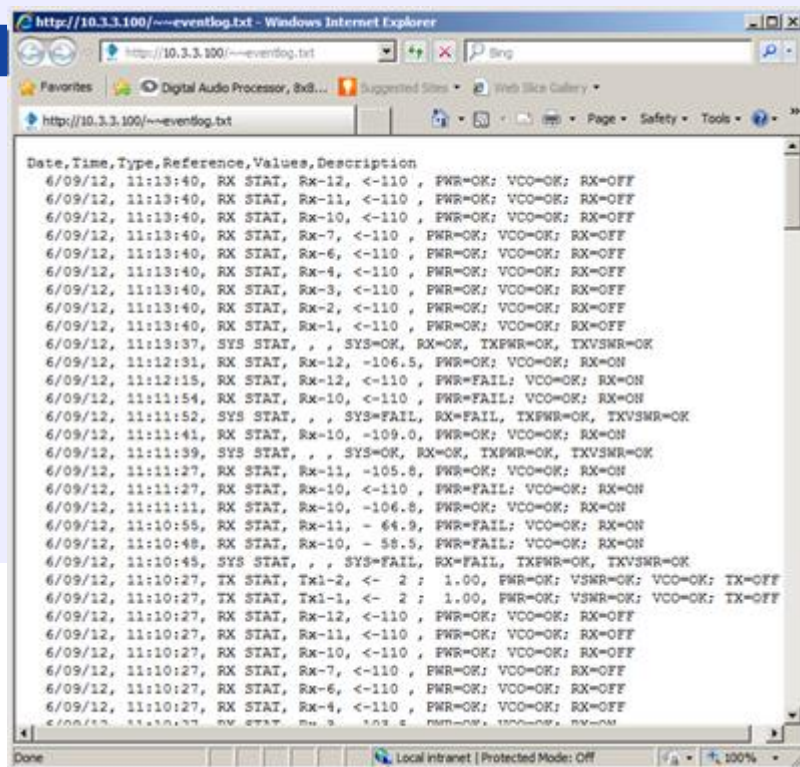 http://10.3.3.100/~~eventlog.txt - Windows Internet Explorer
http://10.3.3.100/~~eventlog.txt
Bing
Favorites
Digital Audio Processor, 8x8...
Suggested Sites
Web Slice Gallery
http://10.3.3.100/~~eventlog.txt
Page
Safety
Tools
Date,Time,Type,Reference,Values,Description
6/09/12, 11:13:40, RX STAT, Rx-12, <-110 , PWR=OK; VCO=OK; RX=OFF
6/09/12, 11:13:40, RX STAT, Rx-11, <-110 , PWR=OK; VCO=OK; RX=OFF
6/09/12, 11:13:40, RX STAT, Rx-10, <-110 , PWR=OK; VCO=OK; RX=OFF
6/09/12, 11:13:40, RX STAT, Rx-7, <-110 , PWR=OK; VCO=OK; RX=OFF
6/09/12, 11:13:40, RX STAT, Rx-6, <-110 , PWR=OK; VCO=OK; RX=OFF
6/09/12, 11:13:40, RX STAT, Rx-4, <-110 , PWR=OK; VCO=OK; RX=OFF
6/09/12, 11:13:40, RX STAT, Rx-3, <-110 , PWR=OK; VCO=OK; RX=OFF
6/09/12, 11:13:40, RX STAT, Rx-2, <-110 , PWR=OK; VCO=OK; RX=OFF
6/09/12, 11:13:40, RX STAT, Rx-1, <-110 , PWR=OK; VCO=OK; RX=OFF
6/09/12, 11:13:37, SYS STAT, , , SYS=OK, RX=OK, TXPWR=OK, TXVSWR=OK
6/09/12, 11:12:31, RX STAT, Rx-12, -106.5, PWR=OK; VCO=OK; RX=ON
6/09/12, 11:12:15, RX STAT, Rx-12, <-110 , PWR=FAIL; VCO=OK; RX=ON
6/09/12, 11:11:54, RX STAT, Rx-10, <-110 , PWR=FAIL; VCO=OK; RX=ON
6/09/12, 11:11:52, SYS STAT, , , SYS=FAIL, RX=FAIL, TXPWR=OK, TXVSWR=OK
6/09/12, 11:11:41, RX STAT, Rx-10, -109.0, PWR=OK; VCO=OK; RX=ON
6/09/12, 11:11:39, SYS STAT, , , SYS=OK, RX=OK, TXPWR=OK, TXVSWR=OK
6/09/12, 11:11:27, RX STAT, Rx-11, -105.8, PWR=OK; VCO=OK; RX=ON
6/09/12, 11:11:27, RX STAT, Rx-10, <-110 , PWR=FAIL; VCO=OK; RX=ON
6/09/12, 11:11:11, RX STAT, Rx-10, -106.8, PWR=OK; VCO=OK; RX=ON
6/09/12, 11:10:55, RX STAT, Rx-11, - 64.9, PWR=FAIL; VCO=OK; RX=ON
6/09/12, 11:10:48, RX STAT, Rx-10, - 58.5, PWR=FAIL; VCO=OK; RX=ON
6/09/12, 11:10:45, SYS STAT, , , SYS=FAIL, RX=FAIL, TXPWR=OK, TXVSWR=OK
6/09/12, 11:10:27, TX STAT, Tx1-2, <- 2 ; 1.00, PWR=OK; VSWR=OK; VCO=OK; TX=OFF
6/09/12, 11:10:27, TX STAT, Tx1-1, <- 2 ; 1.00, PWR=OK; VSWR=OK; VCO=OK; TX=OFF
6/09/12, 11:10:27, RX STAT, Rx-12, <-110 , PWR=OK; VCO=OK; RX=OFF
6/09/12, 11:10:27, RX STAT, Rx-11, <-110 , PWR=OK; VCO=OK; RX=OFF
6/09/12, 11:10:27, RX STAT, Rx-10, <-110 , PWR=OK; VCO=OK; RX=OFF
6/09/12, 11:10:27, RX STAT, Rx-7, <-110 , PWR=OK; VCO=OK; RX=OFF
6/09/12, 11:10:27, RX STAT, Rx-6, <-110 , PWR=OK; VCO=OK; RX=OFF
6/09/12, 11:10:27, RX STAT, Rx-4, <-110 , PWR=OK; VCO=OK; RX=OFF
Done
Local intranet | Protected Mode: Off
100%